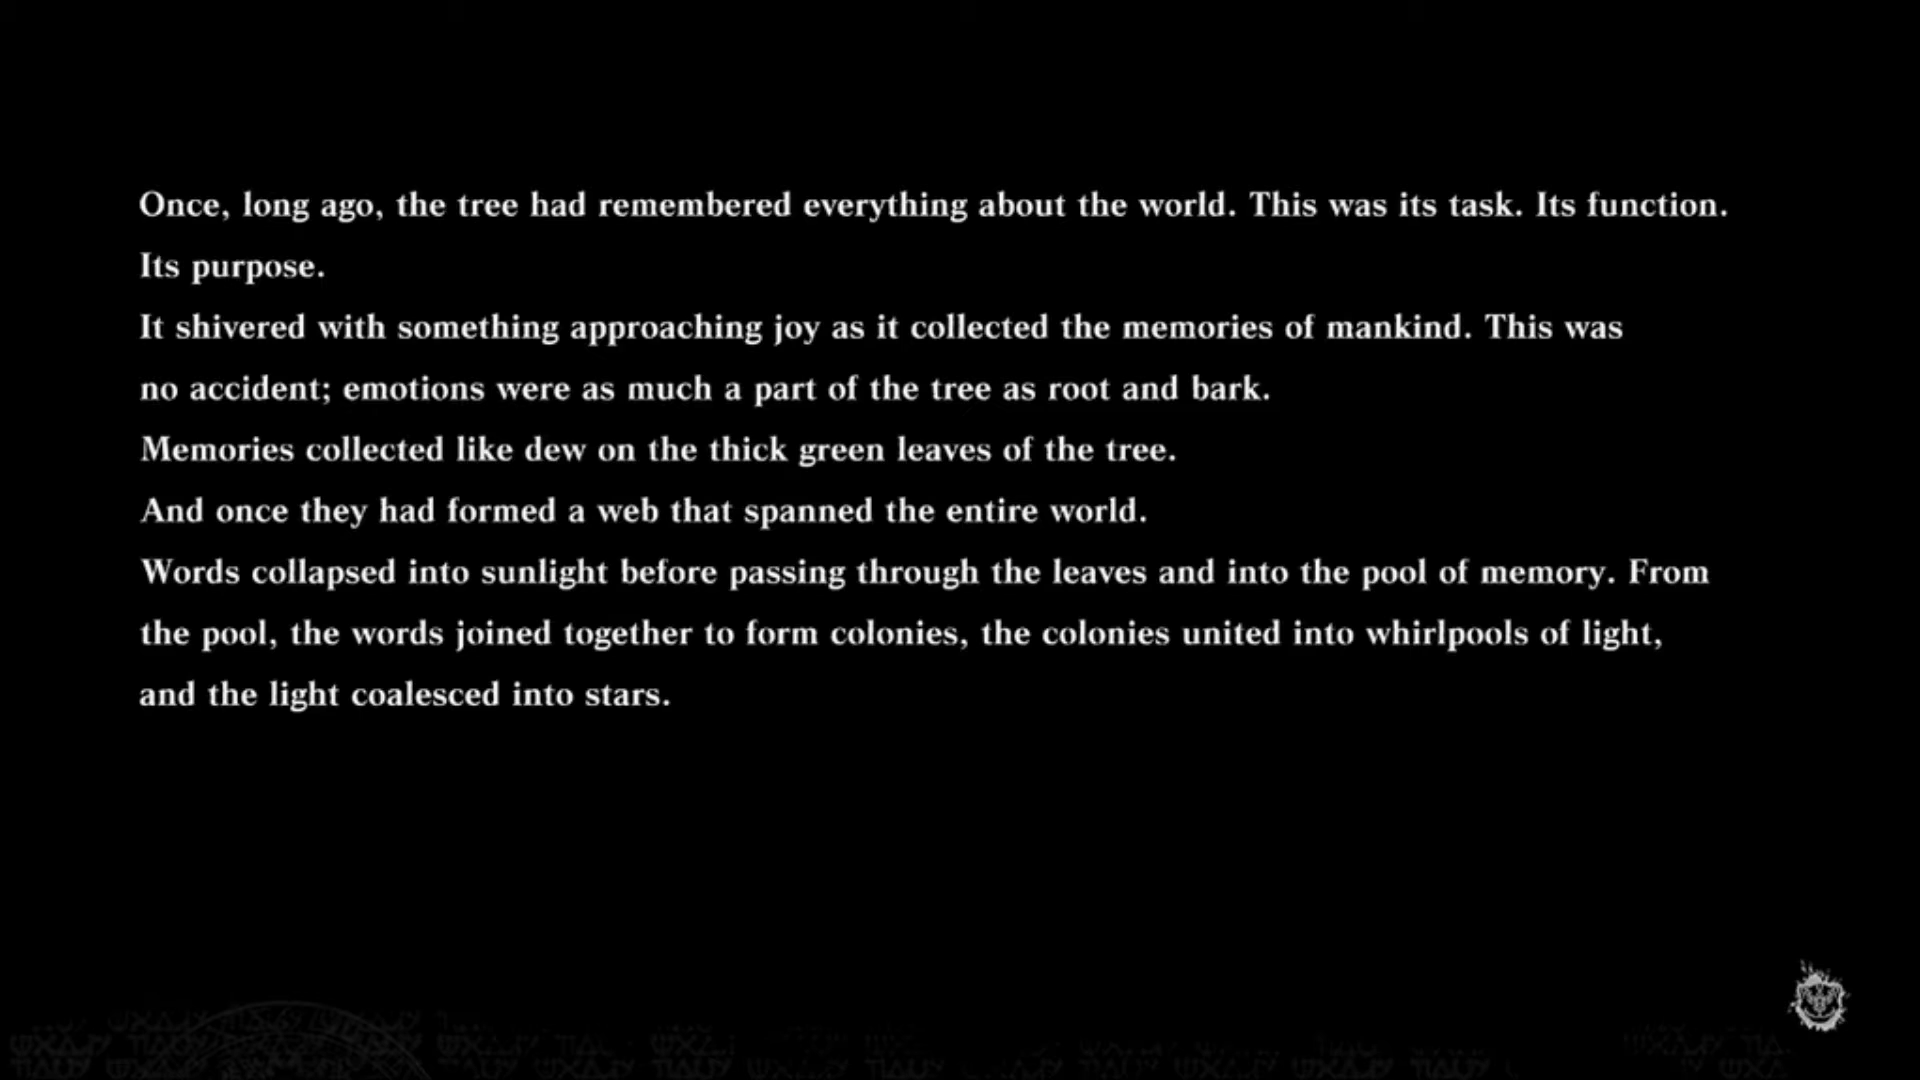 Once, long ago, the tree had remembered everything about the world. This was its task. Its function.
Its purpose.
It shivered with something approaching joy as it collected the memories of mankind. This was
no accident; emotions were as much a part of the tree as root and bark.
Memories collected like dew on the thick green leaves of the tree.
And once they had formed a web that spanned the entire world.
Words collapsed into sunlight before passing through the leaves and into the pool of memory. From
the pool, the words joined together to form colonies, the colonies united into whirlpools of light,
and the light coalesced into stars.